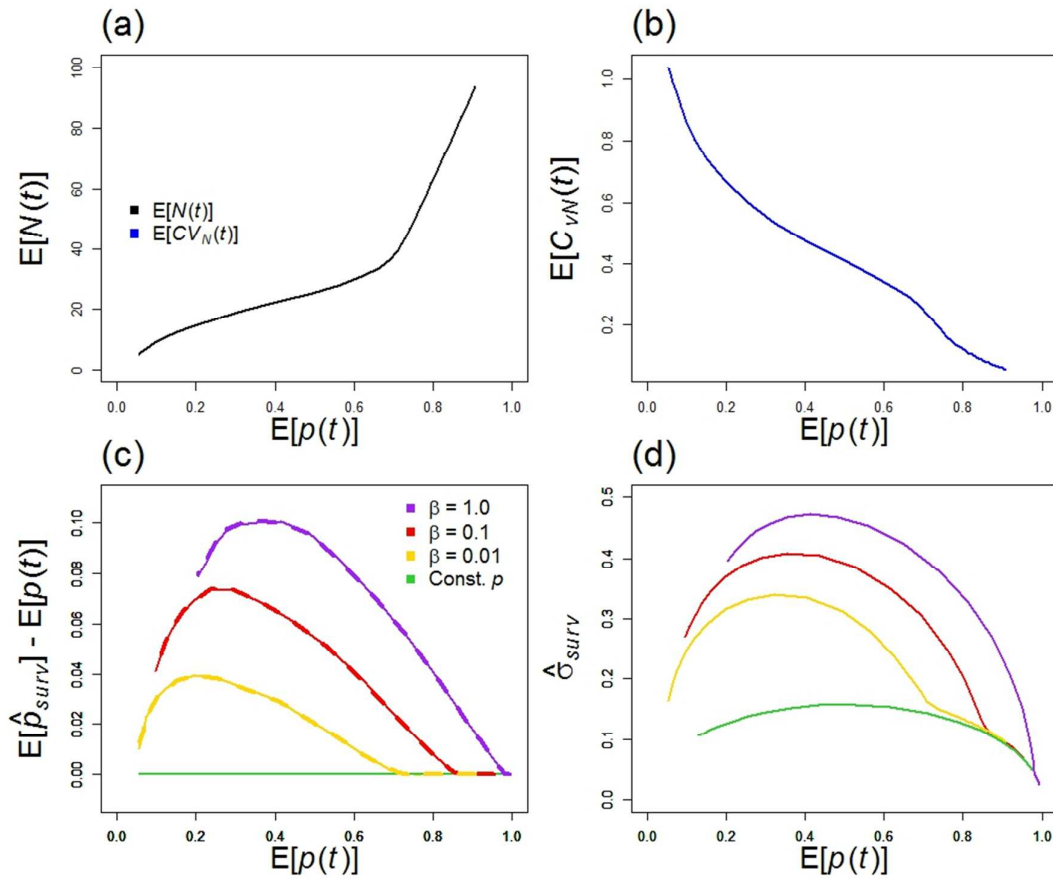 (a)
E[N(t)]
100
80
60
40
20
0
E[N(t)]
E[CV_N(t)]
0.0 0.2 0.4 0.6 0.8 1.0
E[p(t)]
(b)
E[C_vN(t)]
1.0
0.8
0.6
0.4
0.2
0.0 0.2 0.4 0.6 0.8 1.0
E[p(t)]
(c)
E[p̂_surv] - E[p(t)]
0.10
0.08
0.06
0.04
0.02
0.00
β = 1.0
β = 0.1
β = 0.01
Const. p
0.0 0.2 0.4 0.6 0.8 1.0
E[p(t)]
(d)
σ̂_surv
0.5
0.4
0.3
0.2
0.1
0.0
0.0 0.2 0.4 0.6 0.8 1.0
E[p(t)]